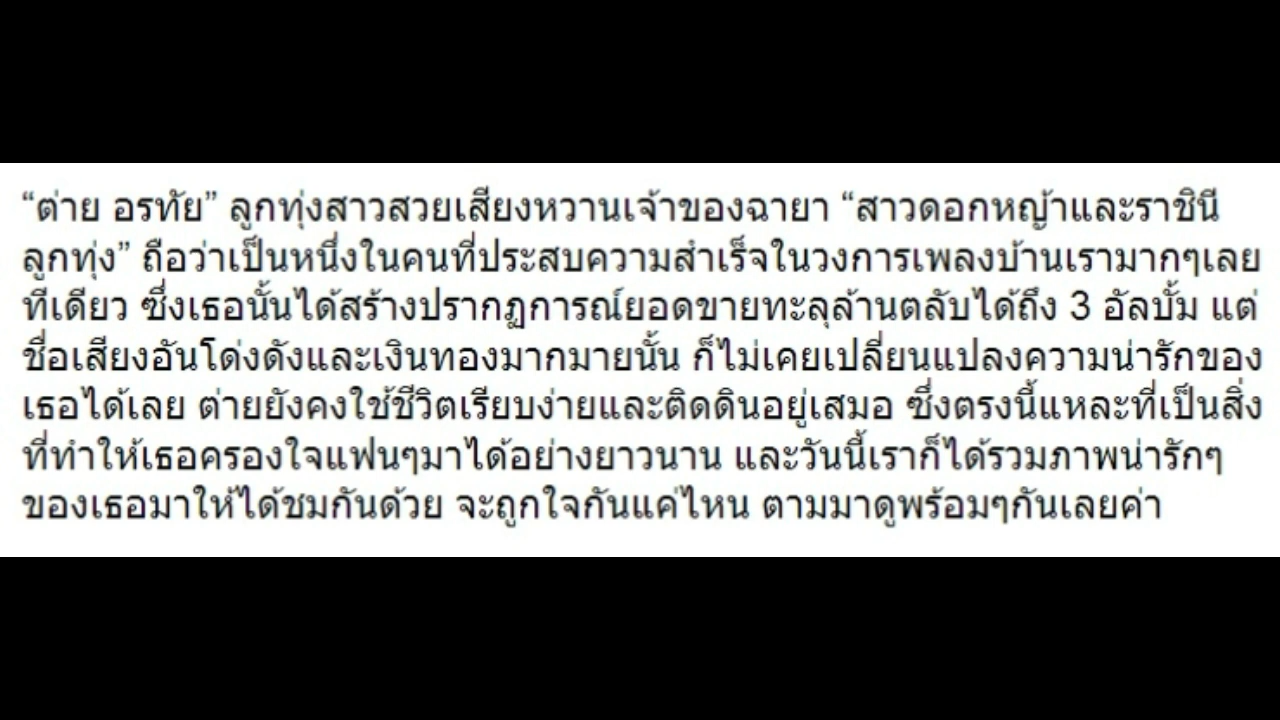 “ต่าย อรทัย” ลูกทุ่งสาวสวยเสียงหวานเจ้าของฉายา “สาวดอกหญ้าและราชินี
ลูกทุ่ง” ถือว่าเป็นหนึ่งในคนที่ประสบความสำเร็จในวงการเพลงบ้านเรามากๆเลย
ทีเดียว ซึ่งเธอนั้นได้สร้างปรากฏการณ์ยอดขายทะลุล้านตลับได้ถึง 3 อัลบั้ม แต่
ชื่อเสียงอันโด่งดังและเงินทองมากมายนั้น ก็ไม่เคยเปลี่ยนแปลงความน่ารักของ
เธอได้เลย ต่ายยังคงใช้ชีวิตเรียบง่ายและติดดินอยู่เสมอ ซึ่งตรงนี้แหละที่เป็นสิ่ง
ที่ทำให้เธอครองใจแฟนๆมาได้อย่างยาวนาน และวันนี้เราก็ได้รวมภาพน่ารักๆ
ของเธอมาให้ได้ชมกันด้วย จะถูกใจกันแค่ไหน ตามมาดูพร้อมๆกันเลยค่า